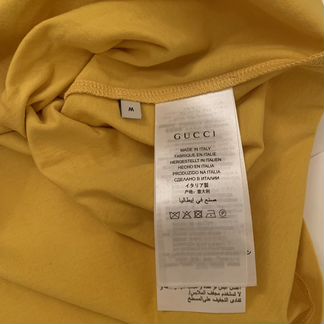 M
GUCCI
MADE IN ITALY
FABRIQUÉ EN ITALIE
HERGESTELLT IN ITALIEN
HECHO EN ITALIA
PRODUZIDO NA ITÁLIA
СДЕЛАНО В ИТАЛИИ
イタリア製
产地：意大利
صنع في إيطاليا